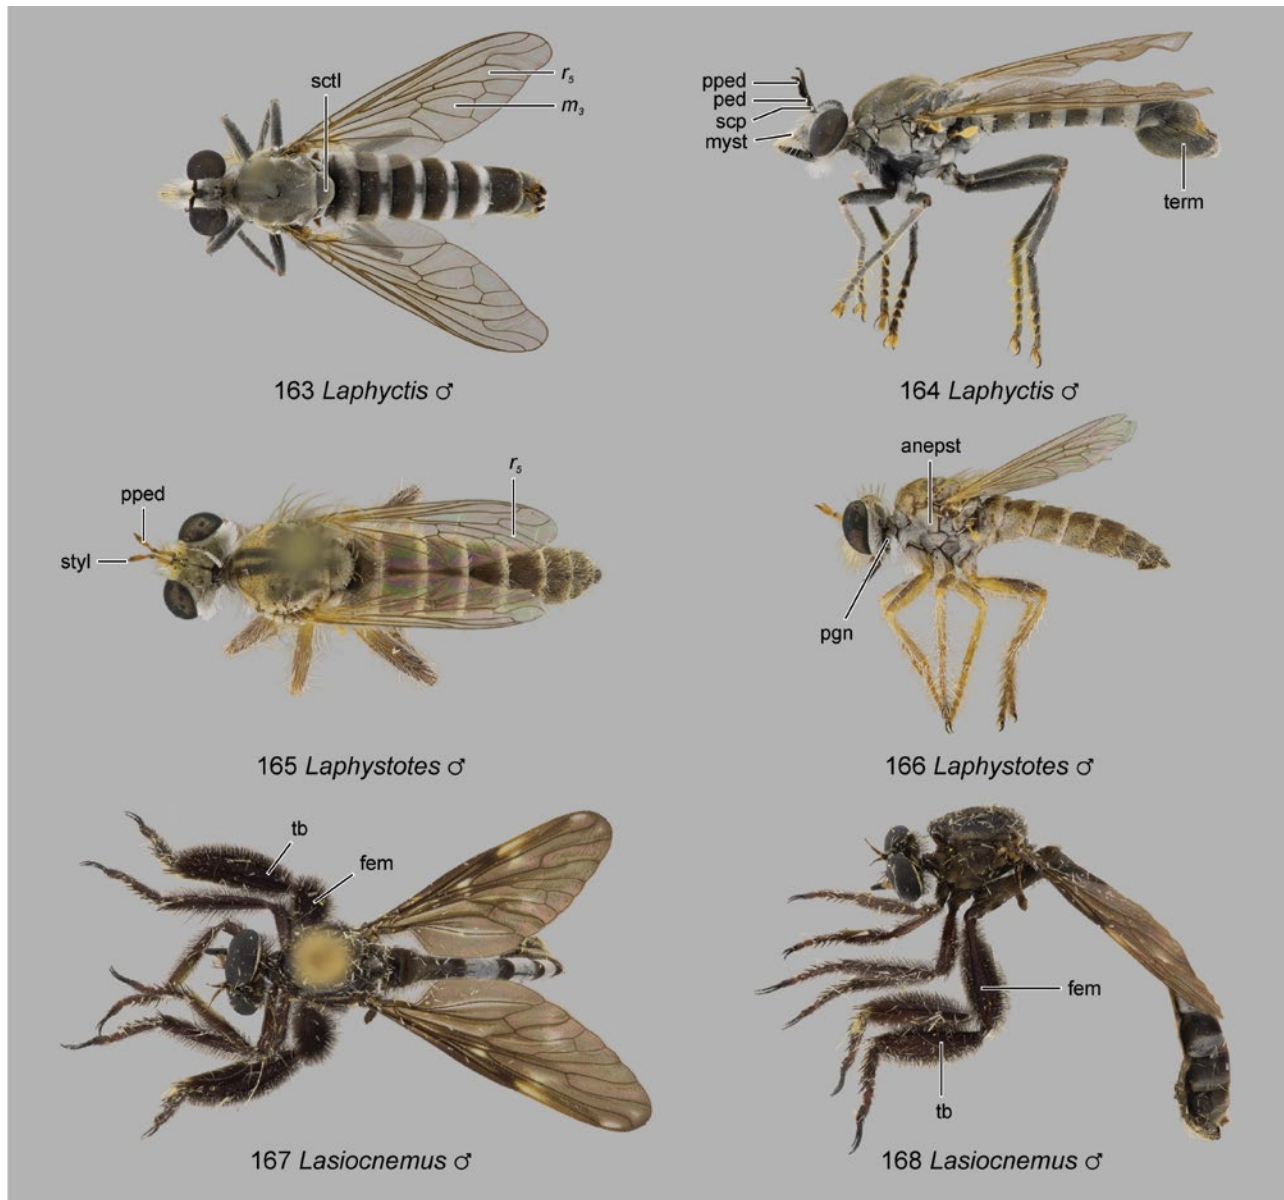 sctl
r₅
m₃
pped
ped
scp
myst
term
163 Laphyctis ♂
164 Laphyctis ♂
pped
styl
r₅
anepst
pgn
165 Laphystotes ♂
166 Laphystotes ♂
tb
fem
fem
tb
167 Lasiocnemus ♂
168 Lasiocnemus ♂